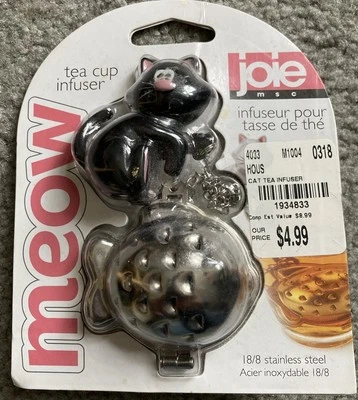 tea cup
infuser
meow
joie
msc
infuseur pour
tasse de thé
4033 M1004 0318
HOUS
CAT TEA INFUSER
1934833
Comp Est Value $8.99
OUR
PRICE $4.99
18/8 stainless steel
Acier inoxydable 18/8